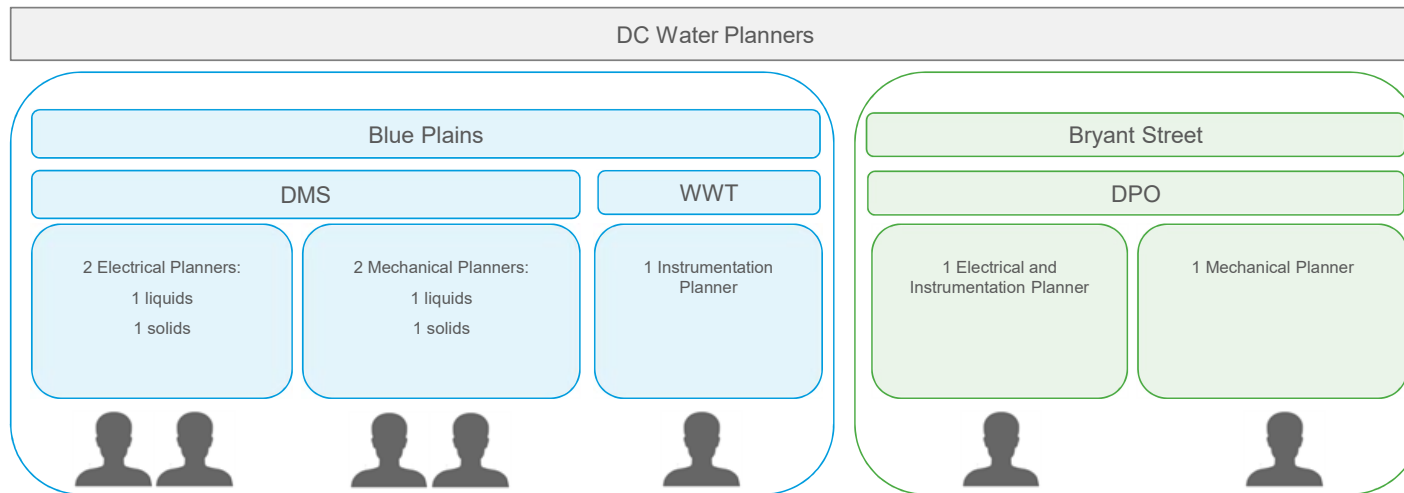 DC Water Planners
Blue Plains
DMS
WWT
2 Electrical Planners:
1 liquids
1 solids
2 Mechanical Planners:
1 liquids
1 solids
1 Instrumentation
Planner
Bryant Street
DPO
1 Electrical and
Instrumentation Planner
1 Mechanical Planner